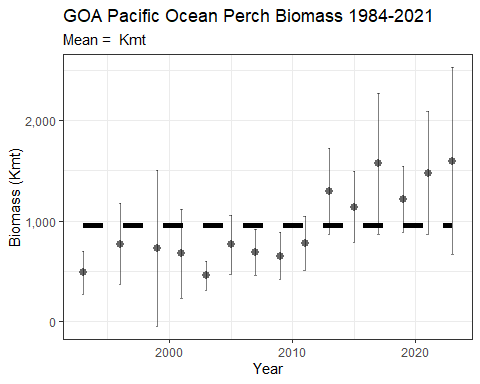 GOA Pacific Ocean Perch Biomass 1984-2021
Mean =  Kmt
Biomass (Kmt)
2,000
1,000
0
2000
2010
2020
Year